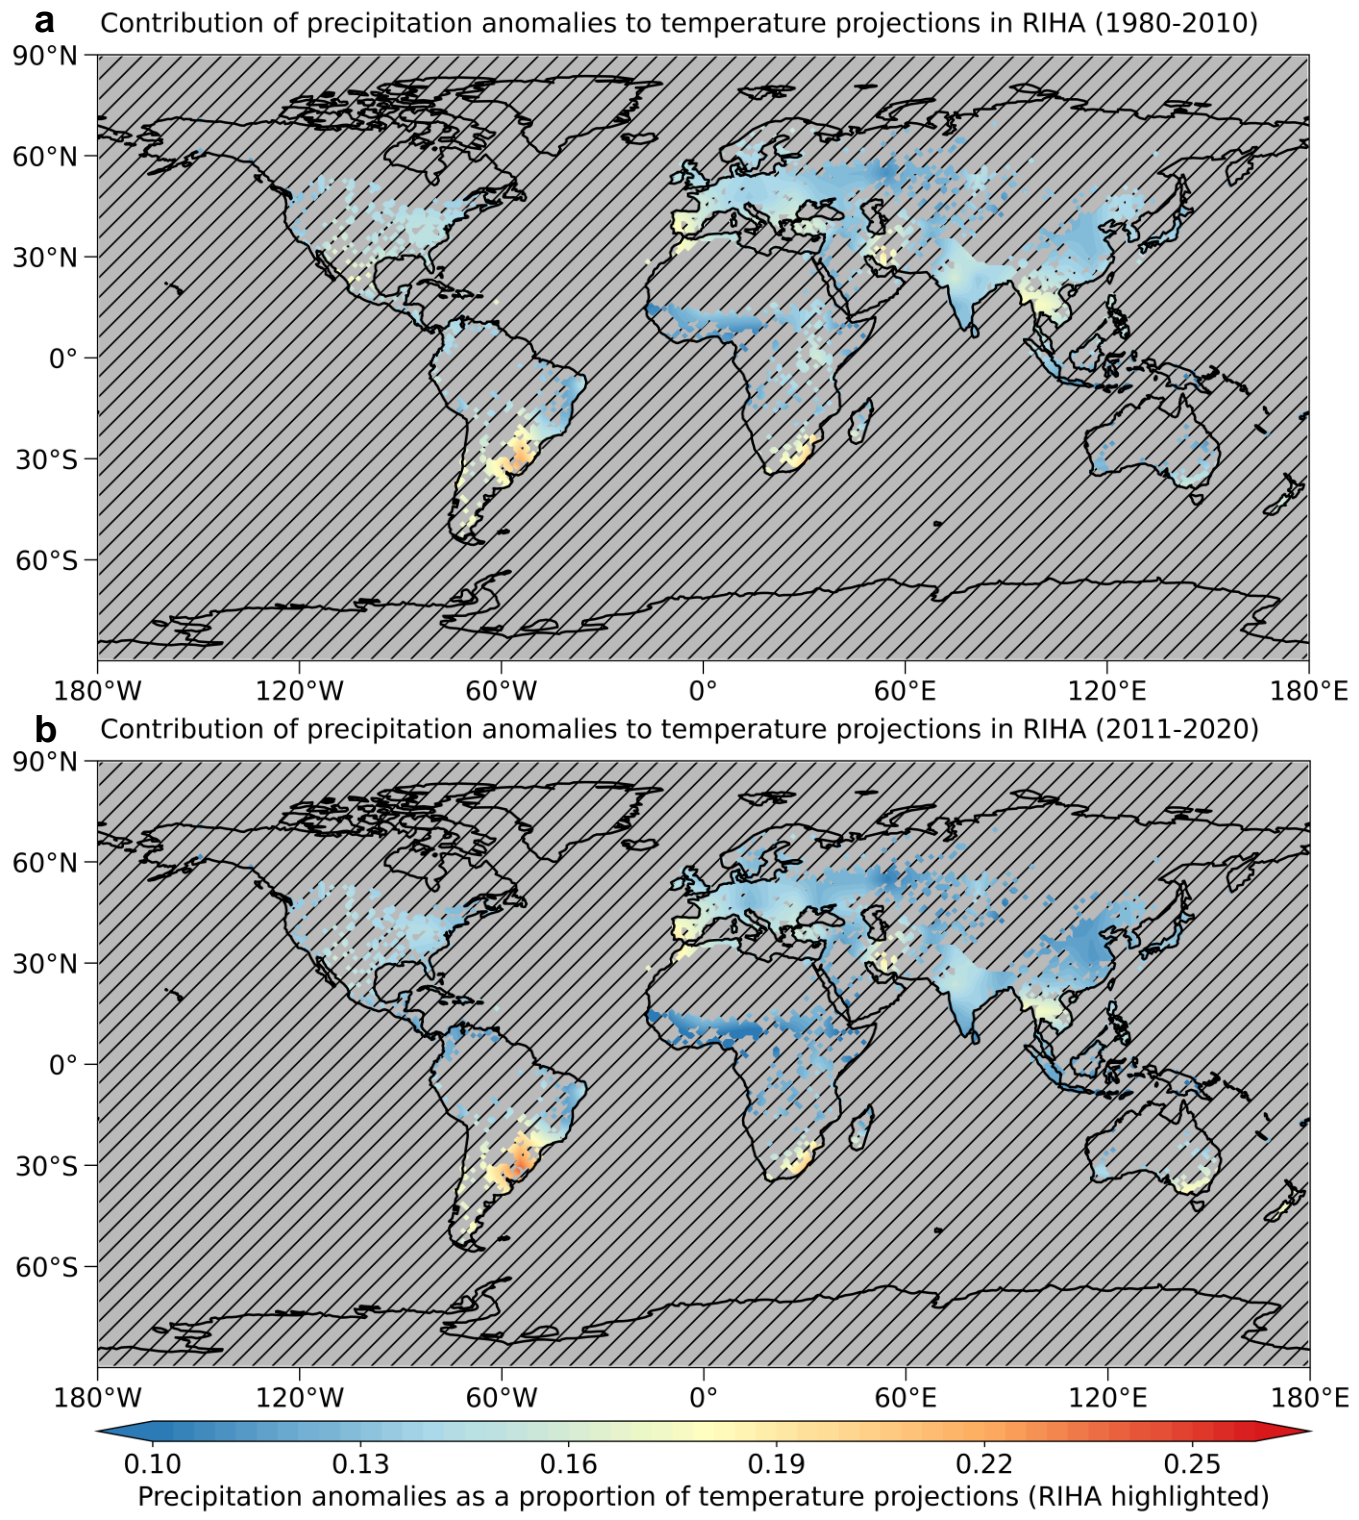 a Contribution of precipitation anomalies to temperature projections in RIHA (1980-2010)
90°N
60°N
30°N
0°
30°S
60°S
180°W 120°W 60°W 0° 60°E 120°E 180°E
b Contribution of precipitation anomalies to temperature projections in RIHA (2011-2020)
90°N
60°N
30°N
0°
30°S
60°S
180°W 120°W 60°W 0° 60°E 120°E 180°E
0.10 0.13 0.16 0.19 0.22 0.25
Precipitation anomalies as a proportion of temperature projections (RIHA highlighted)